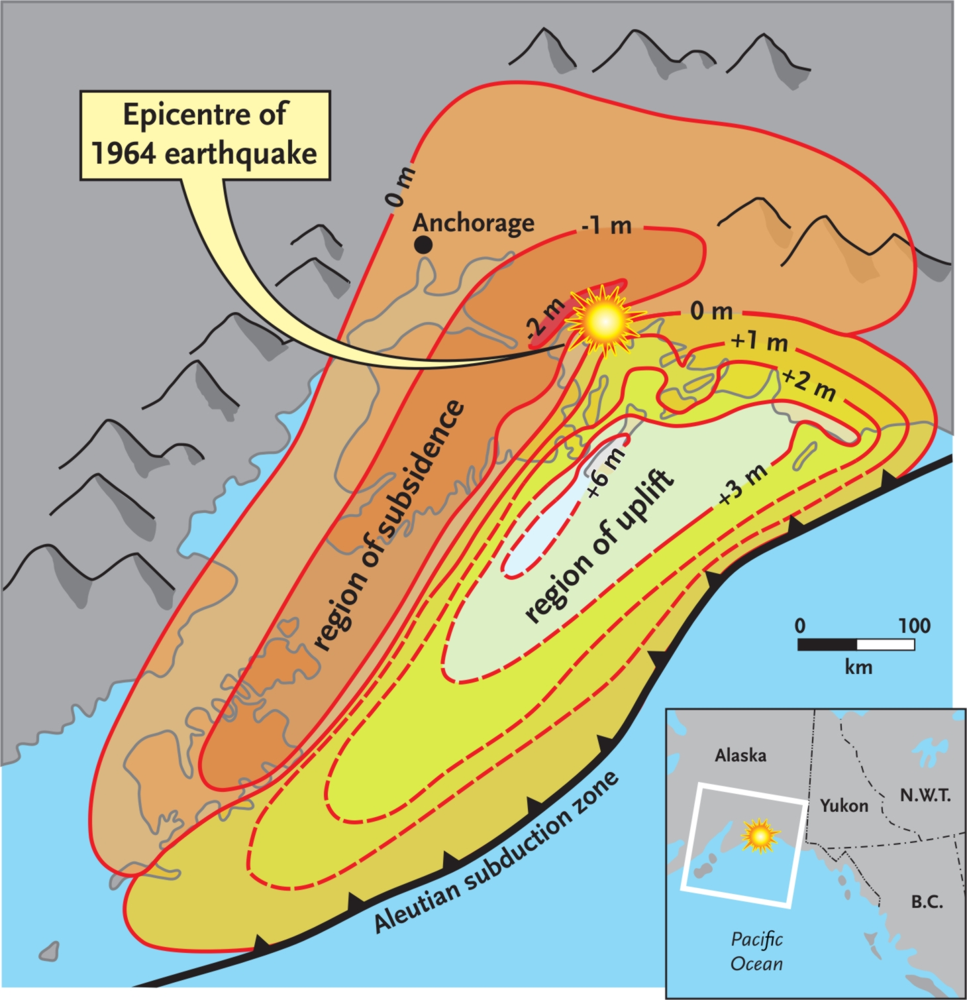 Epicentre of
1964 earthquake
0 m
Anchorage
-1 m
-2 m
0 m
+1 m
+2 m
+3 m
+6 m
region of subsidence
region of uplift
0 100
km
Aleutian subduction zone
Alaska
Yukon
N.W.T.
B.C.
Pacific
Ocean